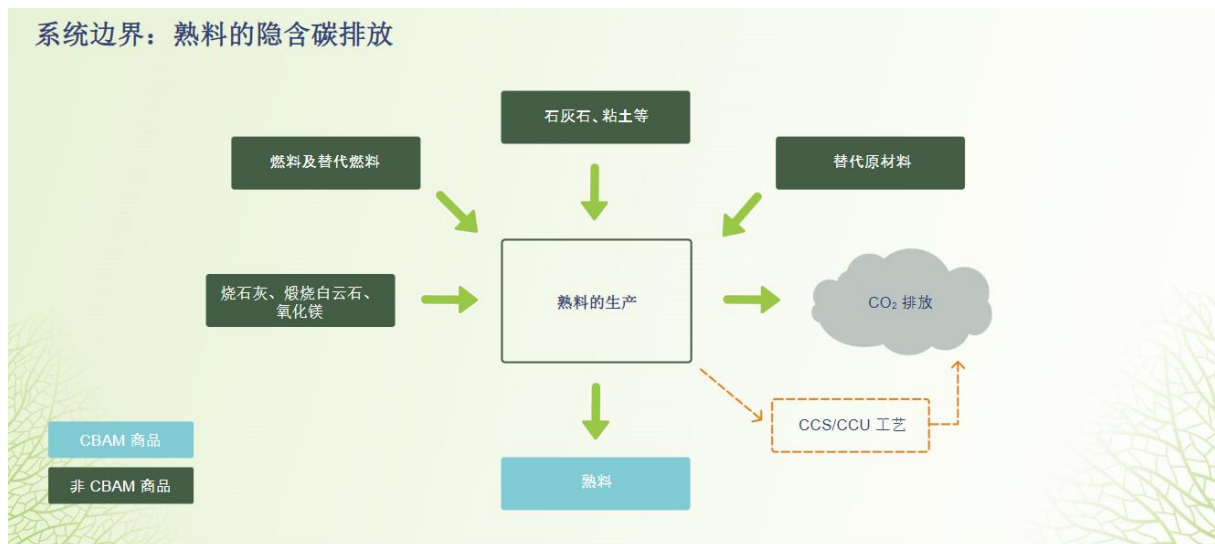 系统边界：熟料的隐含碳排放
石灰石、粘土等
燃料及替代燃料
替代原材料
烧石灰、煅烧白云石、
氧化镁
熟料的生产
CO₂ 排放
CCS/CCU 工艺
CBAM 商品
熟料
非 CBAM 商品